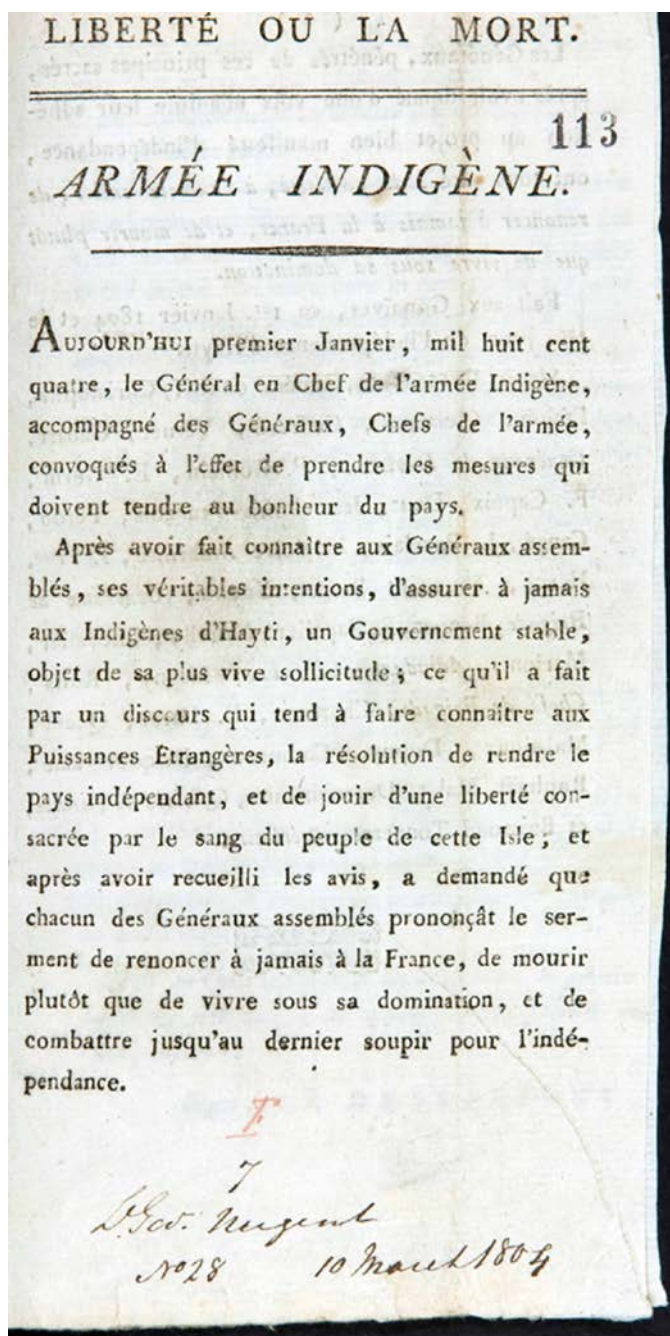 LIBERTÉ OU LA MORT.
113
ARMÉE INDIGÈNE.
AUJOURD'HUI premier Janvier, mil huit cent
quatre, le Général en Chef de l'armée Indigène,
accompagné des Généraux, Chefs de l'armée,
convoqués à l'effet de prendre les mesures qui
doivent tendre au bonheur du pays.
Après avoir fait connaître aux Généraux assem-
blés, ses véritables intentions, d'assurer à jamais
aux Indigènes d'Hayti, un Gouvernement stable,
objet de sa plus vive sollicitude; ce qu'il a fait
par un discours qui tend à faire connaître aux
Puissances Etrangères, la résolution de rendre le
pays indépendant, et de jouir d'une liberté con-
sacrée par le sang du peuple de cette Isle; et
après avoir recueilli les avis, a demandé que
chacun des Généraux assemblés prononçât le ser-
ment de renoncer à jamais à la France, de mourir
plutôt que de vivre sous sa domination, et de
combattre jusqu'au dernier soupir pour l'indé-
pendance.
F
7
Nugent
No 28 10 March 1804